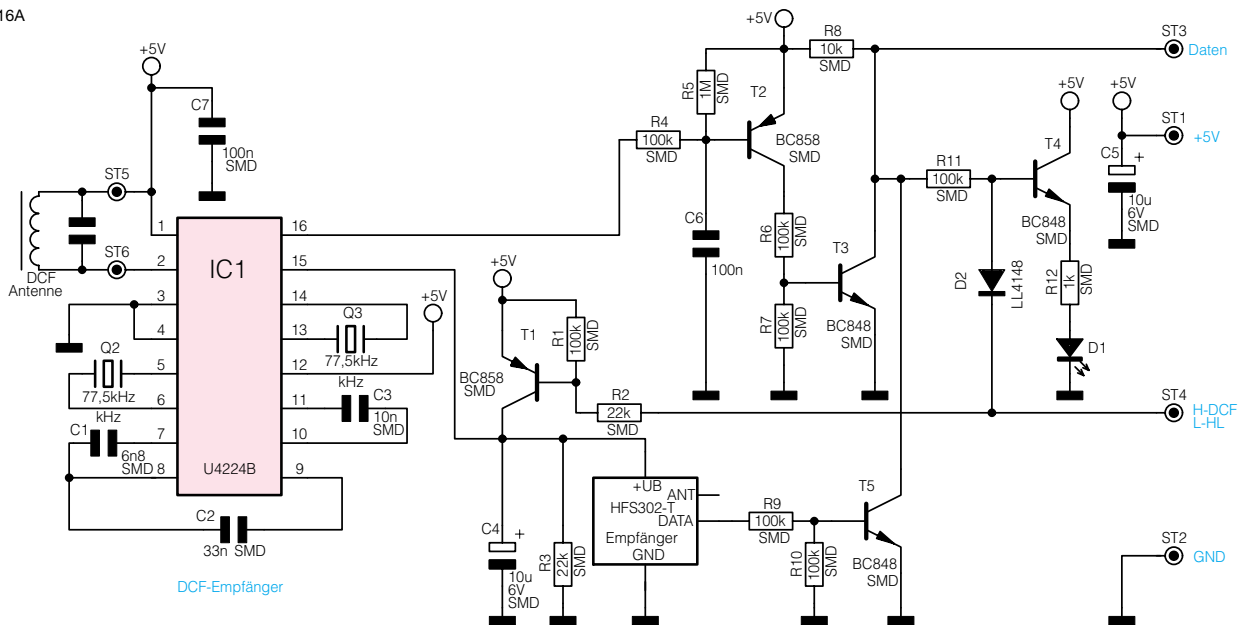 16A
+5V
C7
100n
SMD
ST5
ST6
DCF
Antenne
1
2
3
4
5
6
7
8
16
15
14
13
12
11
10
9
IC1
U4224B
Q3
77,5kHz
kHz
+5V
Q2
77,5kHz
kHz
C3
10n
SMD
C1
6n8
SMD
C2
33n SMD
DCF-Empfänger
+5V
T1
BC858
SMD
R1
100k
SMD
R2
22k
SMD
C4
+
10u
6V
SMD
R3
22k
SMD
+UB
ANT
HFS302-T
DATA
Empfänger
GND
R9
100k
SMD
R10
100k
SMD
T5
BC848
SMD
R4
100k
SMD
R5
1M
SMD
C6
100n
+5V
T2
BC858
SMD
R8
10k
SMD
R6
100k
SMD
R7
100k
SMD
T3
BC848
SMD
R11
100k
SMD
D2
LL4148
+5V
T4
BC848
SMD
R12
1k
SMD
D1
+5V
C5
+
10u
6V
SMD
ST3
Daten
ST1
+5V
ST4
H-DCF
L-HL
ST2
GND